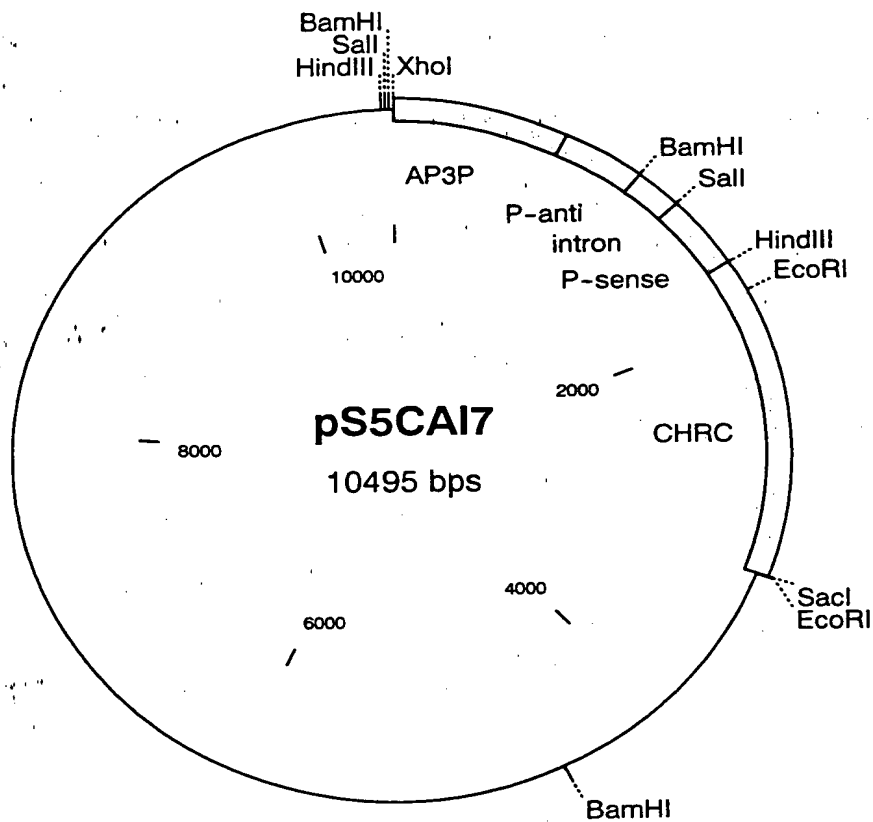 BamHI
SalI
HindIII XhoI
BamHI
SalI
AP3P
P-anti
intron
HindIII
EcoRI
P-sense
10000
2000
pS5CAI7
CHRC
8000
10495 bps
4000
SacI
EcoRI
6000
BamHI